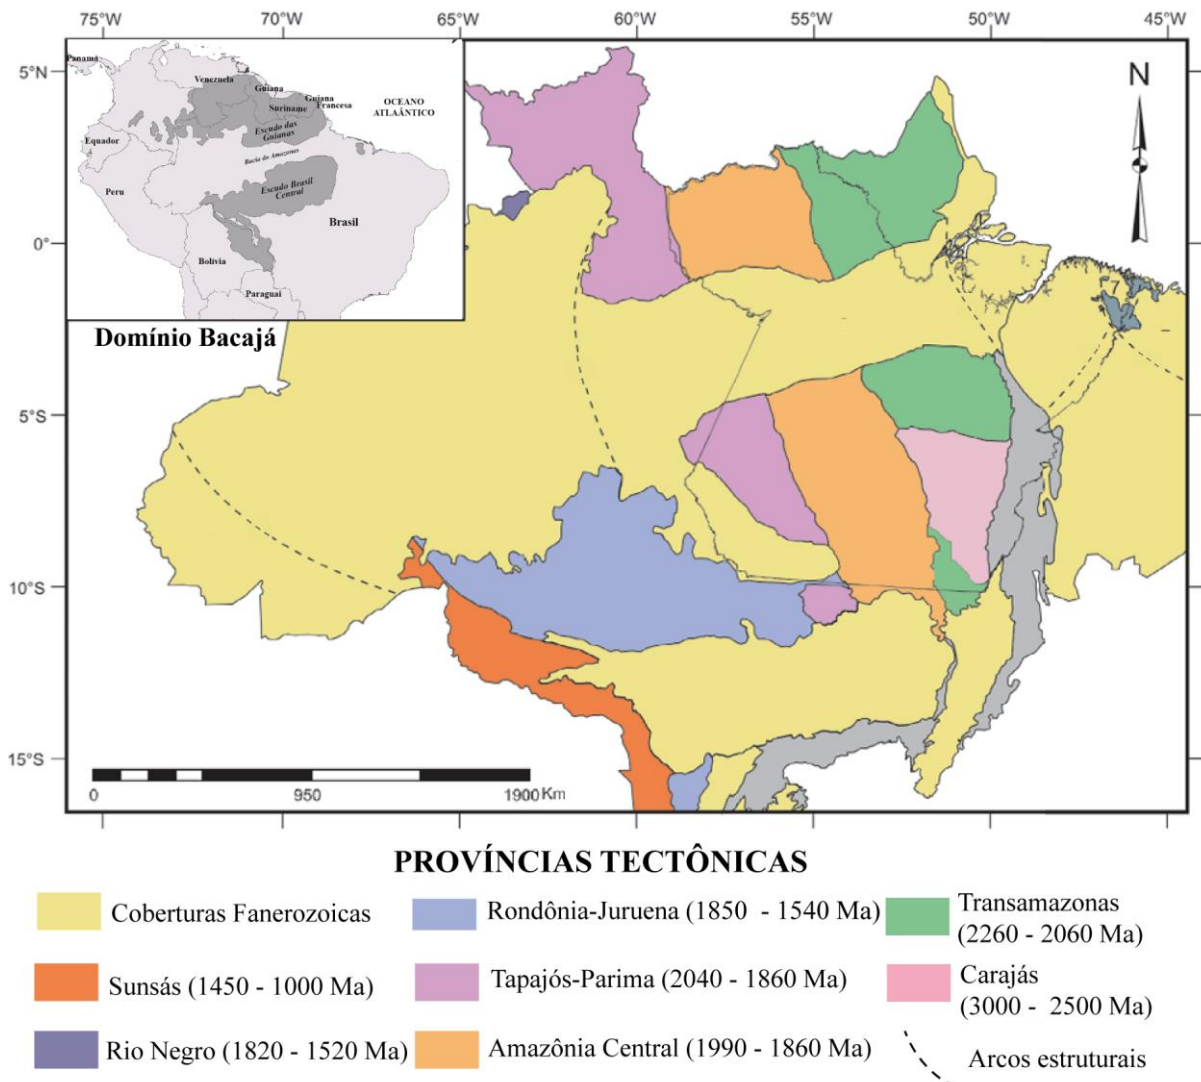 75°W 70°W 65°W 60°W 55°W 50°W 45°W
5°N
0°
5°S
10°S
15°S
Panamá
Venezuela
Guiana
Guiana
Francesa
Suriname
OCEANO
ATLAÂNTICO
Escudo das
Guianas
Equador
Bacia do Amazonas
Peru
Escudo Brasil
Central
Brasil
Bolívia
Paraguai
N
Domínio Bacajá
7
0 950 1900 Km
PROVÍNCIAS TECTÔNICAS
Coberturas Fanerozoicas
Sunsás (1450 - 1000 Ma)
Rio Negro (1820 - 1520 Ma)
Rondônia-Juruena (1850 - 1540 Ma)
Tapajós-Parima (2040 - 1860 Ma)
Amazônia Central (1990 - 1860 Ma)
Transamazonas
(2260 - 2060 Ma)
Carajás
(3000 - 2500 Ma)
Arcos estruturais